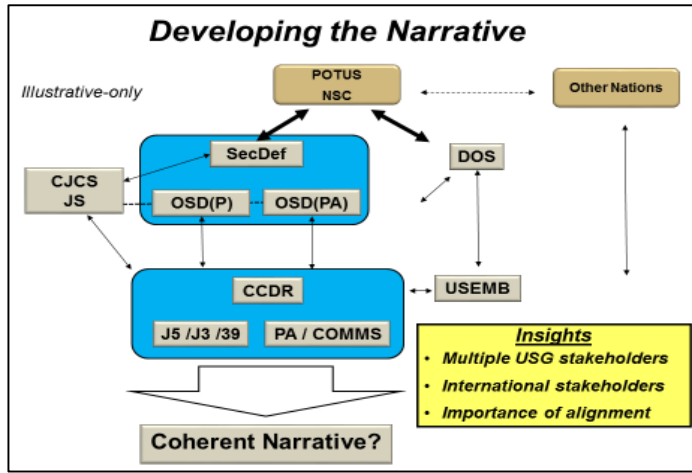 Developing the Narrative
Illustrative-only
POTUS
NSC
Other Nations
SecDef
DOS
CJCS
JS
OSD(P)
OSD(PA)
CCDR
USEMB
J5 /J3 /39
PA / COMMS
Insights
• Multiple USG stakeholders
• International stakeholders
• Importance of alignment
Coherent Narrative?